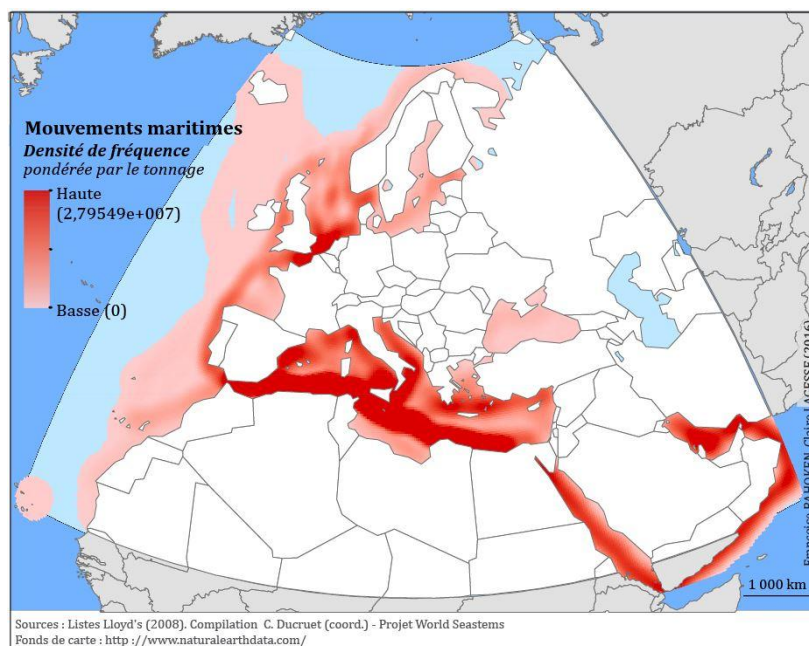 Mouvements maritimes
Densité de fréquence
pondérée par le tonnage
Haute
(2,79549e+007)
Basse (0)
1 000 km
Sources : Listes Lloyd's (2008). Compilation C. Ducruet (coord.) - Projet World Seastems
Fonds de carte : http ://www.naturalearthdata.com/